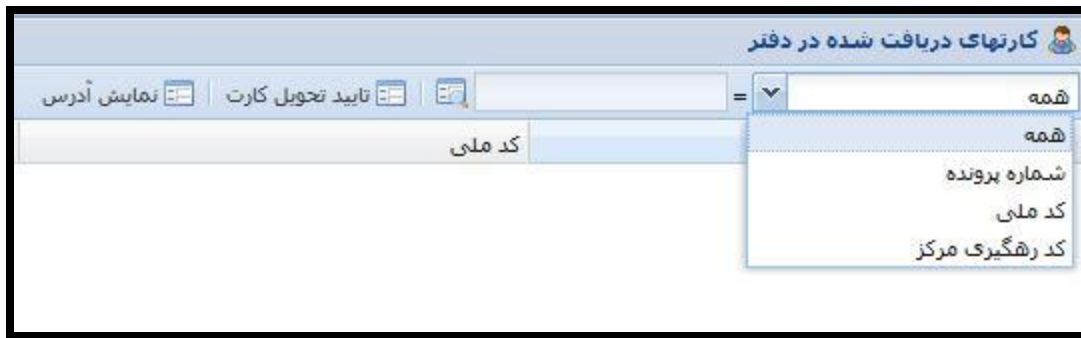 کارتهای دریافت شده در دفتر
همه = تایید تحویل کارت نمایش آدرس
همه
شماره پرونده
کد ملی
کد رهگیری مرکز
کد ملی